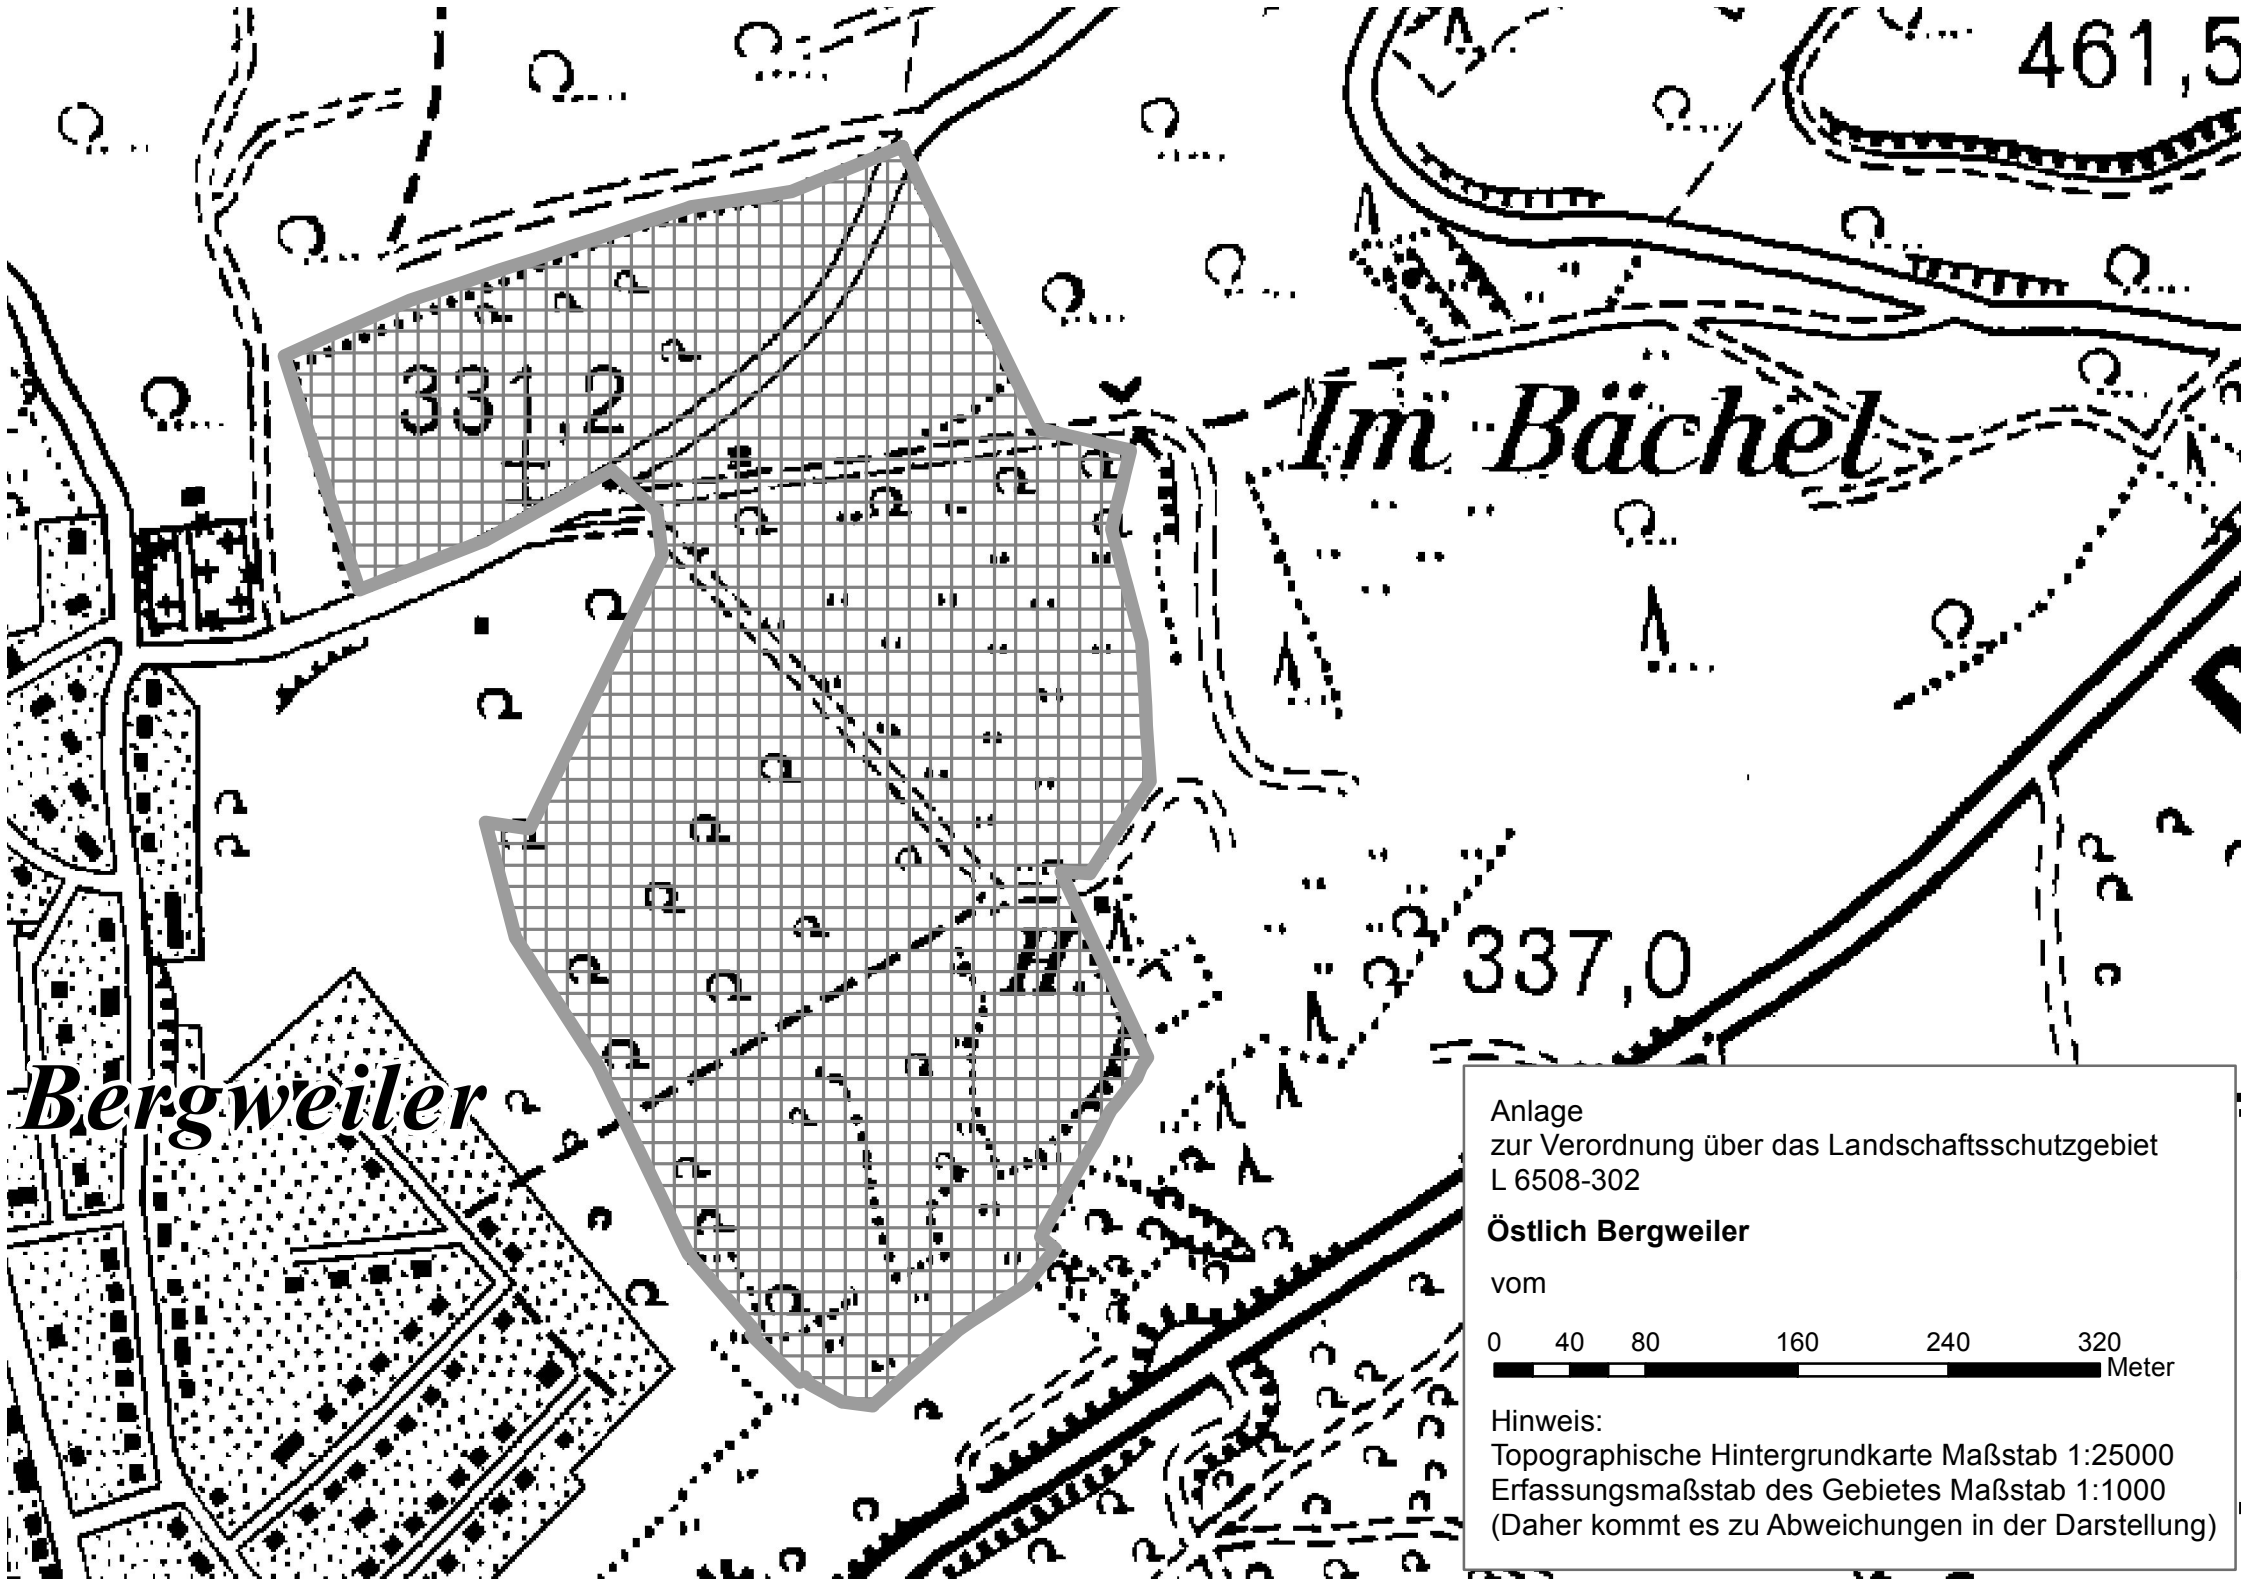 461,5
331,2
Im Bächel
H.
337,0
Bergweiler
Anlage
zur Verordnung über das Landschaftsschutzgebiet
L 6508-302
Östlich Bergweiler
vom
0 40 80 160 240 320
Meter
Hinweis:
Topographische Hintergrundkarte Maßstab 1:25000
Erfassungsmaßstab des Gebietes Maßstab 1:1000
(Daher kommt es zu Abweichungen in der Darstellung)